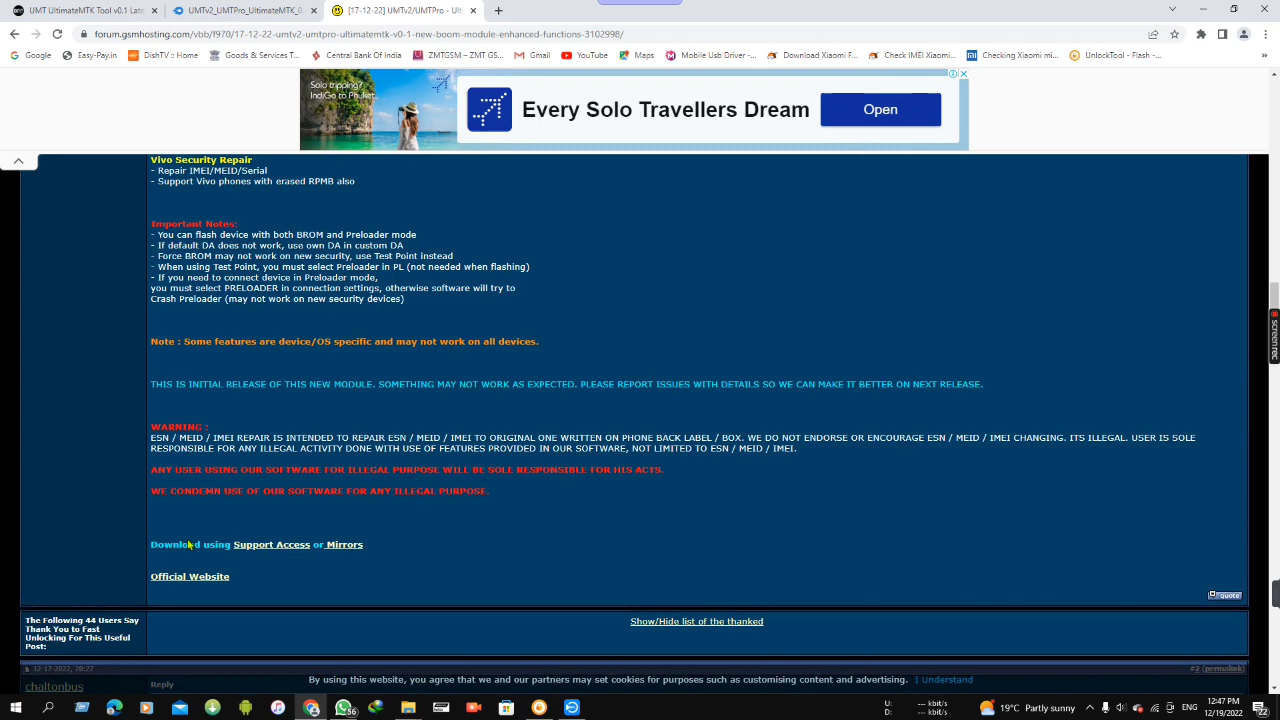 UMT UltimateMTK Tool v0.1 Late
UMTv2_UMTPro_UltimateMTK_0.
[17-12-22] UMTv2/UMTPro - Ultim
forum.gsmhosting.com/vbb/f970/17-12-22-umtv2-umtpro-ultimatemtk-v0-1-new-boom-module-enhanced-functions-3102998/
Google Easy-Pay.in DishTV :: Home Goods & Services T... Central Bank Of India ZMTGSM – ZMT GS... Gmail YouTube Maps Mobile Usb Driver -... Download Xiaomi F... Check IMEI Xiaomi... Checking Xiaomi mi... UnlockTool - Flash -...
Solo tripping?
IndiGo to Phuket.
Every Solo Travellers Dream
Open
Vivo Security Repair
- Repair IMEI/MEID/Serial
- Support Vivo phones with erased RPMB also
Important Notes:
- You can flash device with both BROM and Preloader mode
- If default DA does not work, use own DA in custom DA
- Force BROM may not work on new security, use Test Point instead
- When using Test Point, you must select Preloader in PL (not needed when flashing)
- If you need to connect device in Preloader mode,
you must select PRELOADER in connection settings, otherwise software will try to
Crash Preloader (may not work on new security devices)
Note : Some features are device/OS specific and may not work on all devices.
THIS IS INITIAL RELEASE OF THIS NEW MODULE. SOMETHING MAY NOT WORK AS EXPECTED. PLEASE REPORT ISSUES WITH DETAILS SO WE CAN MAKE IT BETTER ON NEXT RELEASE.
WARNING :
ESN / MEID / IMEI REPAIR IS INTENDED TO REPAIR ESN / MEID / IMEI TO ORIGINAL ONE WRITTEN ON PHONE BACK LABEL / BOX. WE DO NOT ENDORSE OR ENCOURAGE ESN / MEID / IMEI CHANGING. ITS ILLEGAL. USER IS SOLE
RESPONSIBLE FOR ANY ILLEGAL ACTIVITY DONE WITH USE OF FEATURES PROVIDED IN OUR SOFTWARE, NOT LIMITED TO ESN / MEID / IMEI.
ANY USER USING OUR SOFTWARE FOR ILLEGAL PURPOSE WILL BE SOLE RESPONSIBLE FOR HIS ACTS.
WE CONDEMN USE OF OUR SOFTWARE FOR ANY ILLEGAL PURPOSE.
Download using Support Access or Mirrors
Official Website
quote
The Following 44 Users Say
Thank You to Fast
Unlocking For This Useful
Post:
Show/Hide list of the thanked
12-17-2022, 20:27
#2 (permalink)
By using this website, you agree that we and our partners may set cookies for purposes such as customising content and advertising. I Understand
chaltonbus
Reply
screenrec
56
U: --- kbit/s
D: --- kbit/s
19°C Partly sunny
ENG
12:47 PM
12/19/2022
22